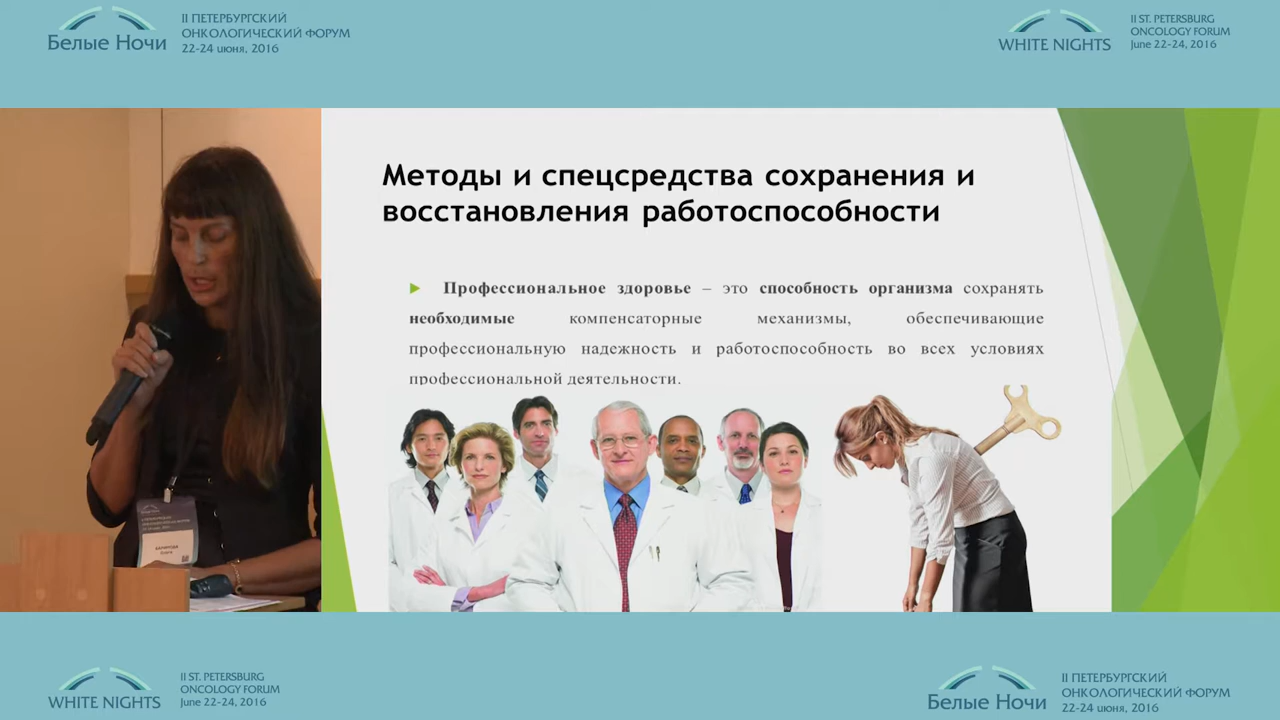 Белые Ночи
II ПЕТЕРБУРГСКИЙ
ОНКОЛОГИЧЕСКИЙ ФОРУМ
22-24 июня, 2016
WHITE NIGHTS
II ST. PETERSBURG
ONCOLOGY FORUM
June 22-24, 2016
Методы и спецсредства сохранения и
восстановления работоспособности
Профессиональное здоровье – это способность организма сохранять
необходимые компенсаторные механизмы, обеспечивающие
профессиональную надежность и работоспособность во всех условиях
профессиональной деятельности.
WHITE NIGHTS
II ST. PETERSBURG
ONCOLOGY FORUM
June 22-24, 2016
Белые Ночи
II ПЕТЕРБУРГСКИЙ
ОНКОЛОГИЧЕСКИЙ ФОРУМ
22-24 июня, 2016